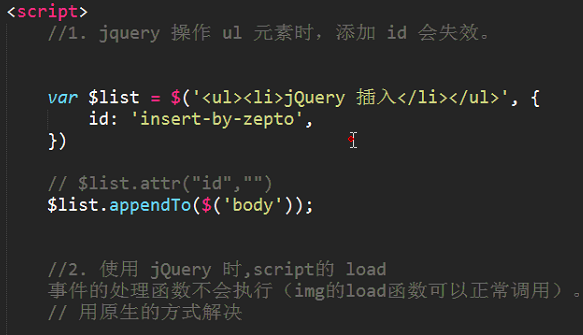 <script>
//1. jquery 操作 ul 元素时，添加 id 会失效。
var $list = $('<ul><li>jQuery 插入</li></ul>', {
id: 'insert-by-zepto',
})
// $list.attr("id","")
$list.appendTo($('body'));
//2. 使用 jQuery 时,script的 load
事件的处理函数不会执行（img的load函数可以正常调用）。
// 用原生的方式解决